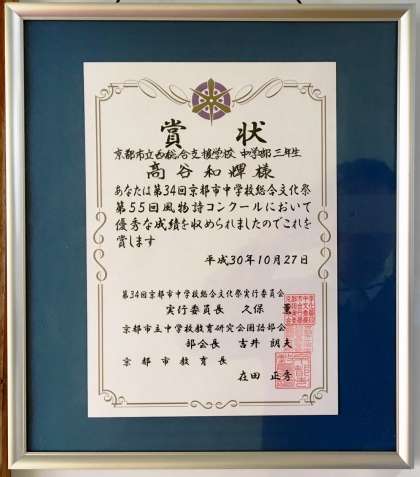 賞状
京都市立西総合支援学校 中学部 三年生
高谷和輝様
あなたは第34回京都市中学校総合文化祭
第55回風物詩コンクールにおいて
優秀な成績を収められましたのでこれを
賞します
平成30年10月27日
第34回京都市中学校総合文化祭実行委員会
実行委員長 久保 薫
京都市立中学校教育研究会国語部会
部会長 吉井 朗夫
京都市教育長
在田 正秀